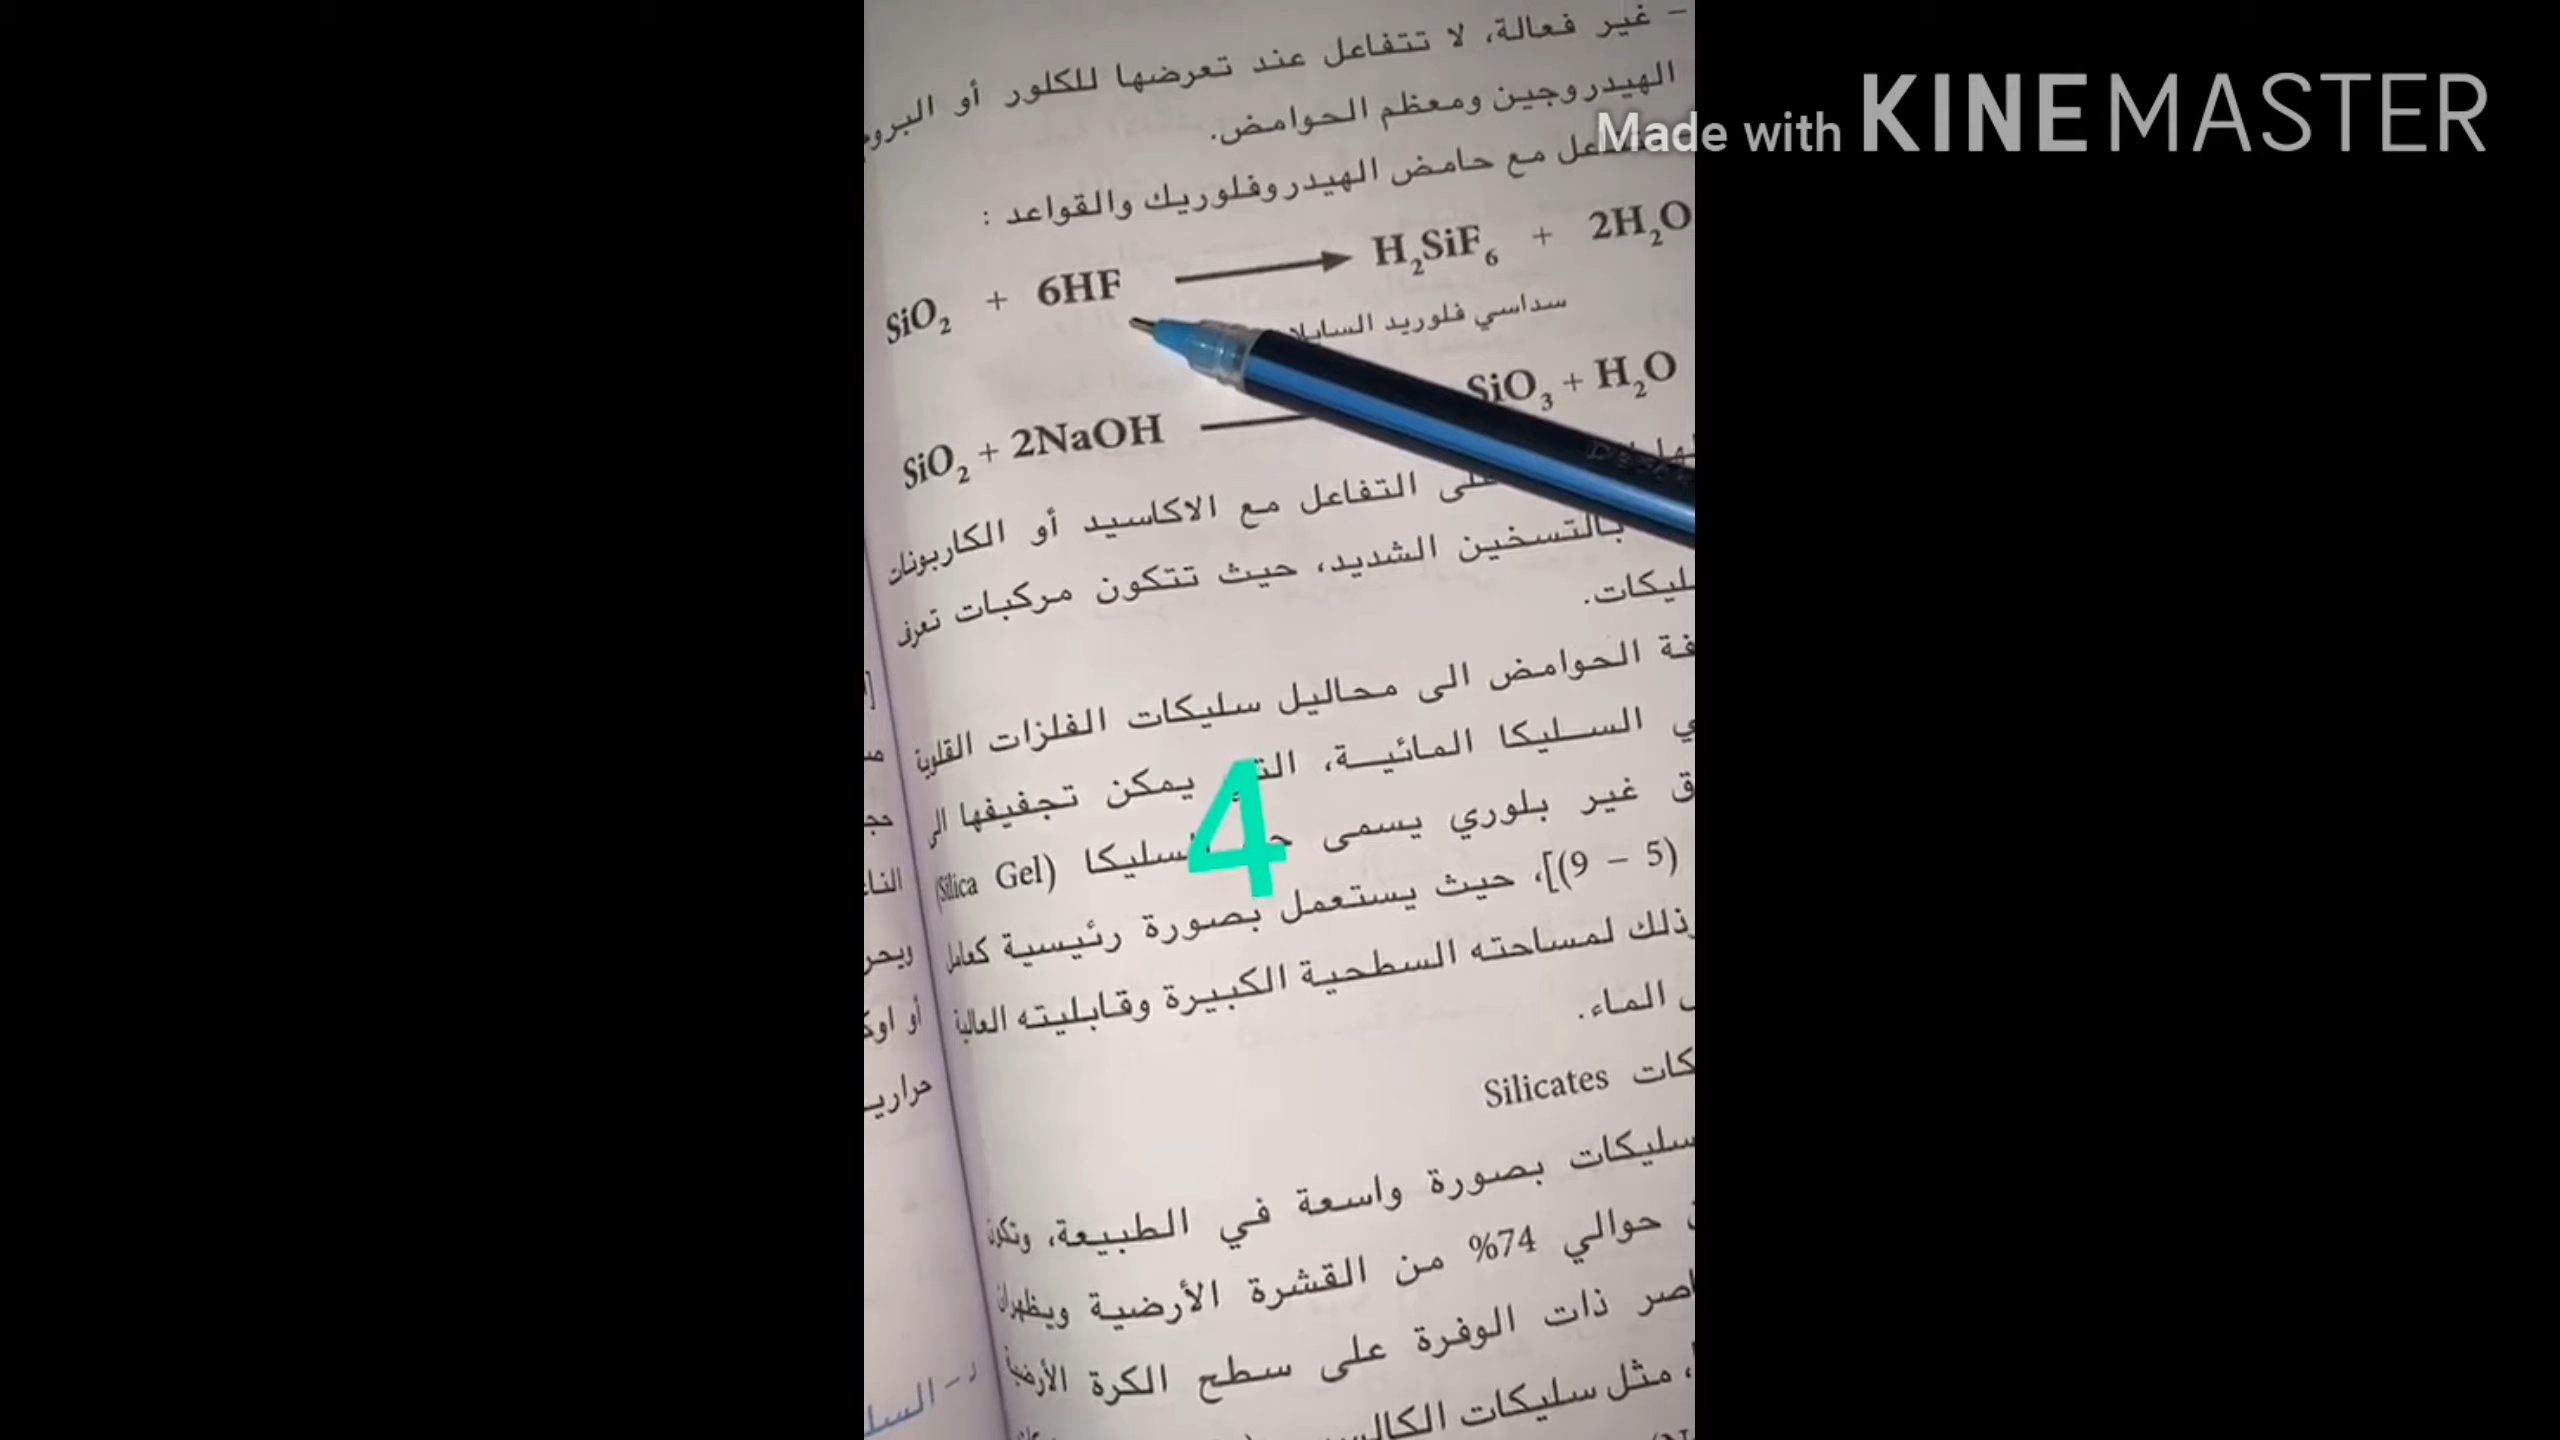 Made with KINEMASTER
– غير فعالة، لا تتفاعل عند تعرضها للكلور أو
الهيدروجين ومعظم الحوامض.
مع حامض الهيدروفلوريك والقواعد :
SiO2 + 6HF → H2SiF6 + 2H2O
سداسي فلوريد
SiO2 + 2NaOH SiO3 + H2O
التفاعل مع الاكاسيد أو الكاربونات
بالتسخين الشديد، حيث تتكون مركبات تعرف
الحوامض الى محاليل سليكات الفلزات القلوية
السليكا المائية، يمكن تجفيفها الى
غير بلوري يسمى (Silica Gel)
(5 – 9)]، حيث يستعمل بصورة رئيسية كعامل
4
لمساحته السطحية الكبيرة وقابليته العالية
الماء.
Silicates
بصورة واسعة في الطبيعة، وتكون
حوالي 74% من القشرة الأرضية ويظهران
ذات الوفرة على سطح الكرة الأرضية
مثل سليكات